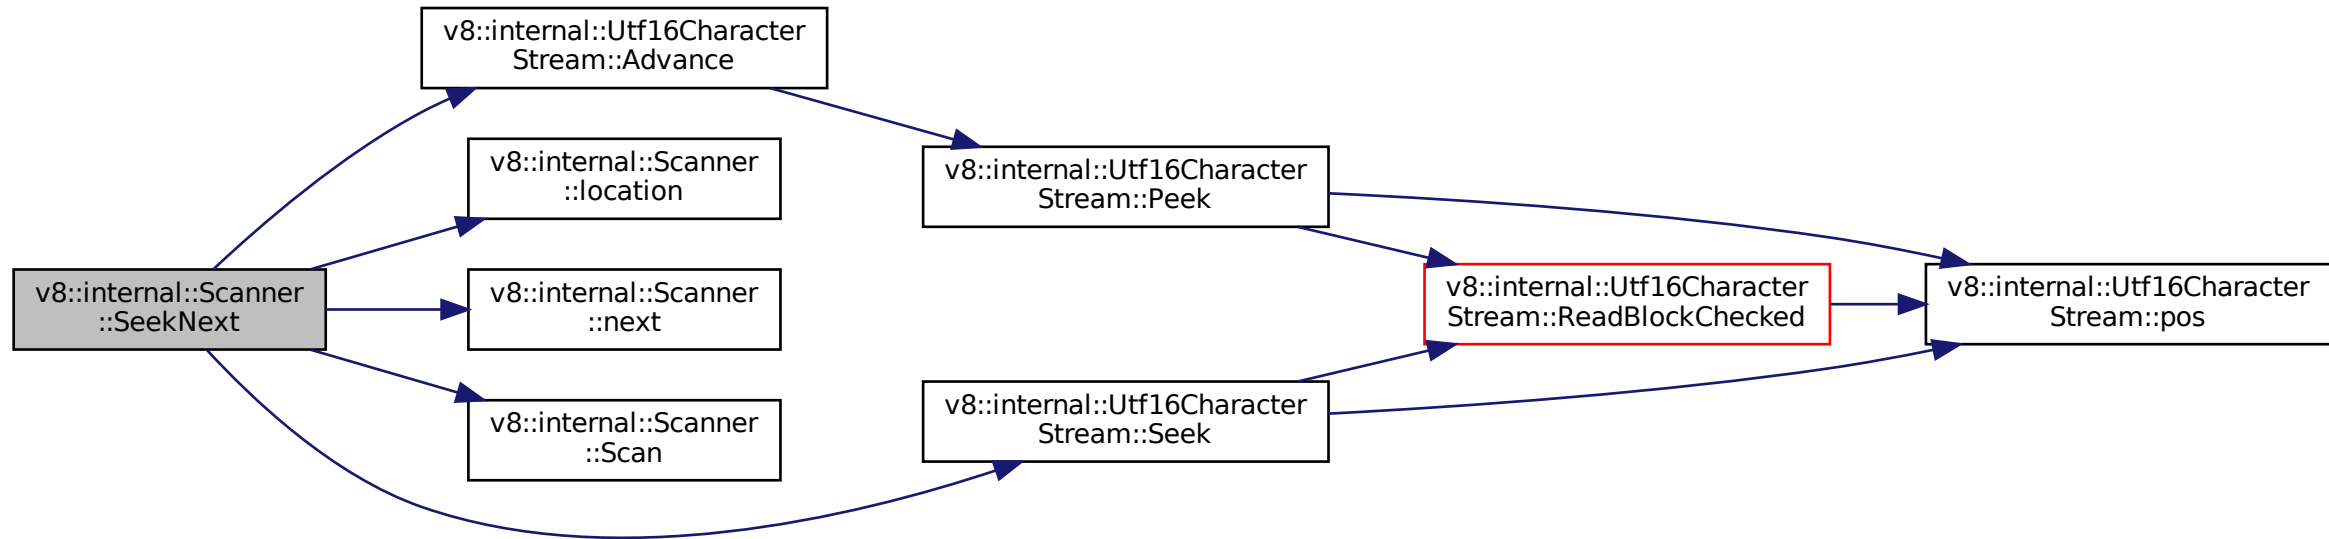 v8::internal::Utf16Character
Stream::Advance
v8::internal::Scanner
::location
v8::internal::Utf16Character
Stream::Peek
v8::internal::Scanner
::SeekNext
v8::internal::Scanner
::next
v8::internal::Utf16Character
Stream::ReadBlockChecked
v8::internal::Utf16Character
Stream::pos
v8::internal::Scanner
::Scan
v8::internal::Utf16Character
Stream::Seek